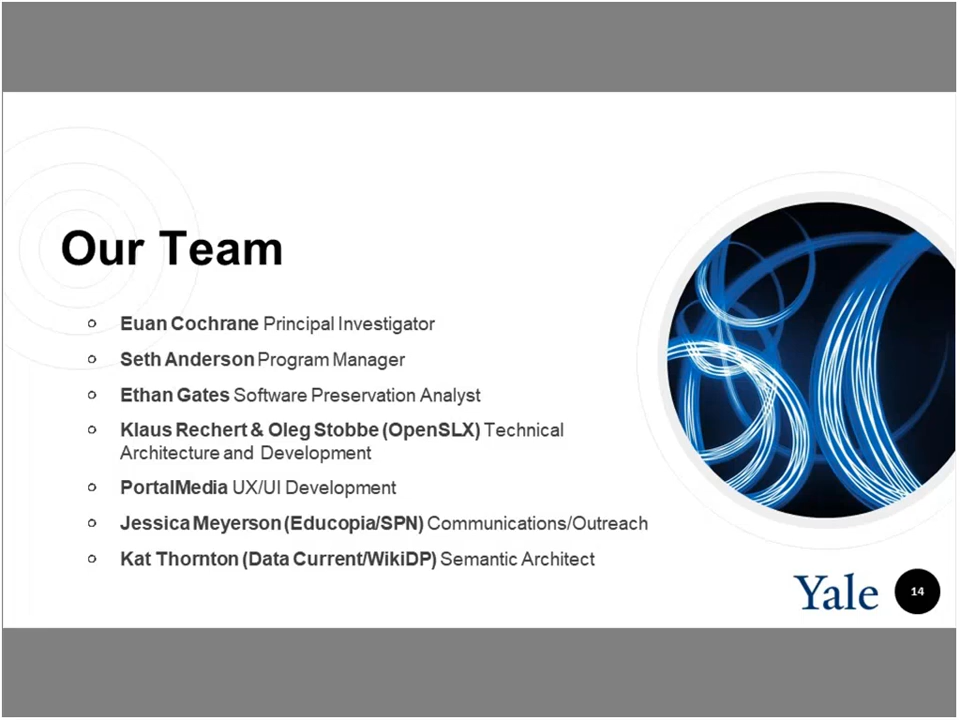 Our Team
Euan Cochrane Principal Investigator
Seth Anderson Program Manager
Ethan Gates Software Preservation Analyst
Klaus Rechert & Oleg Stobbe (OpenSLX) Technical
Architecture and Development
PortalMedia UX/UI Development
Jessica Meyerson (Educopia/SPN) Communications/Outreach
Kat Thornton (Data Current/WikiDP) Semantic Architect
Yale
14